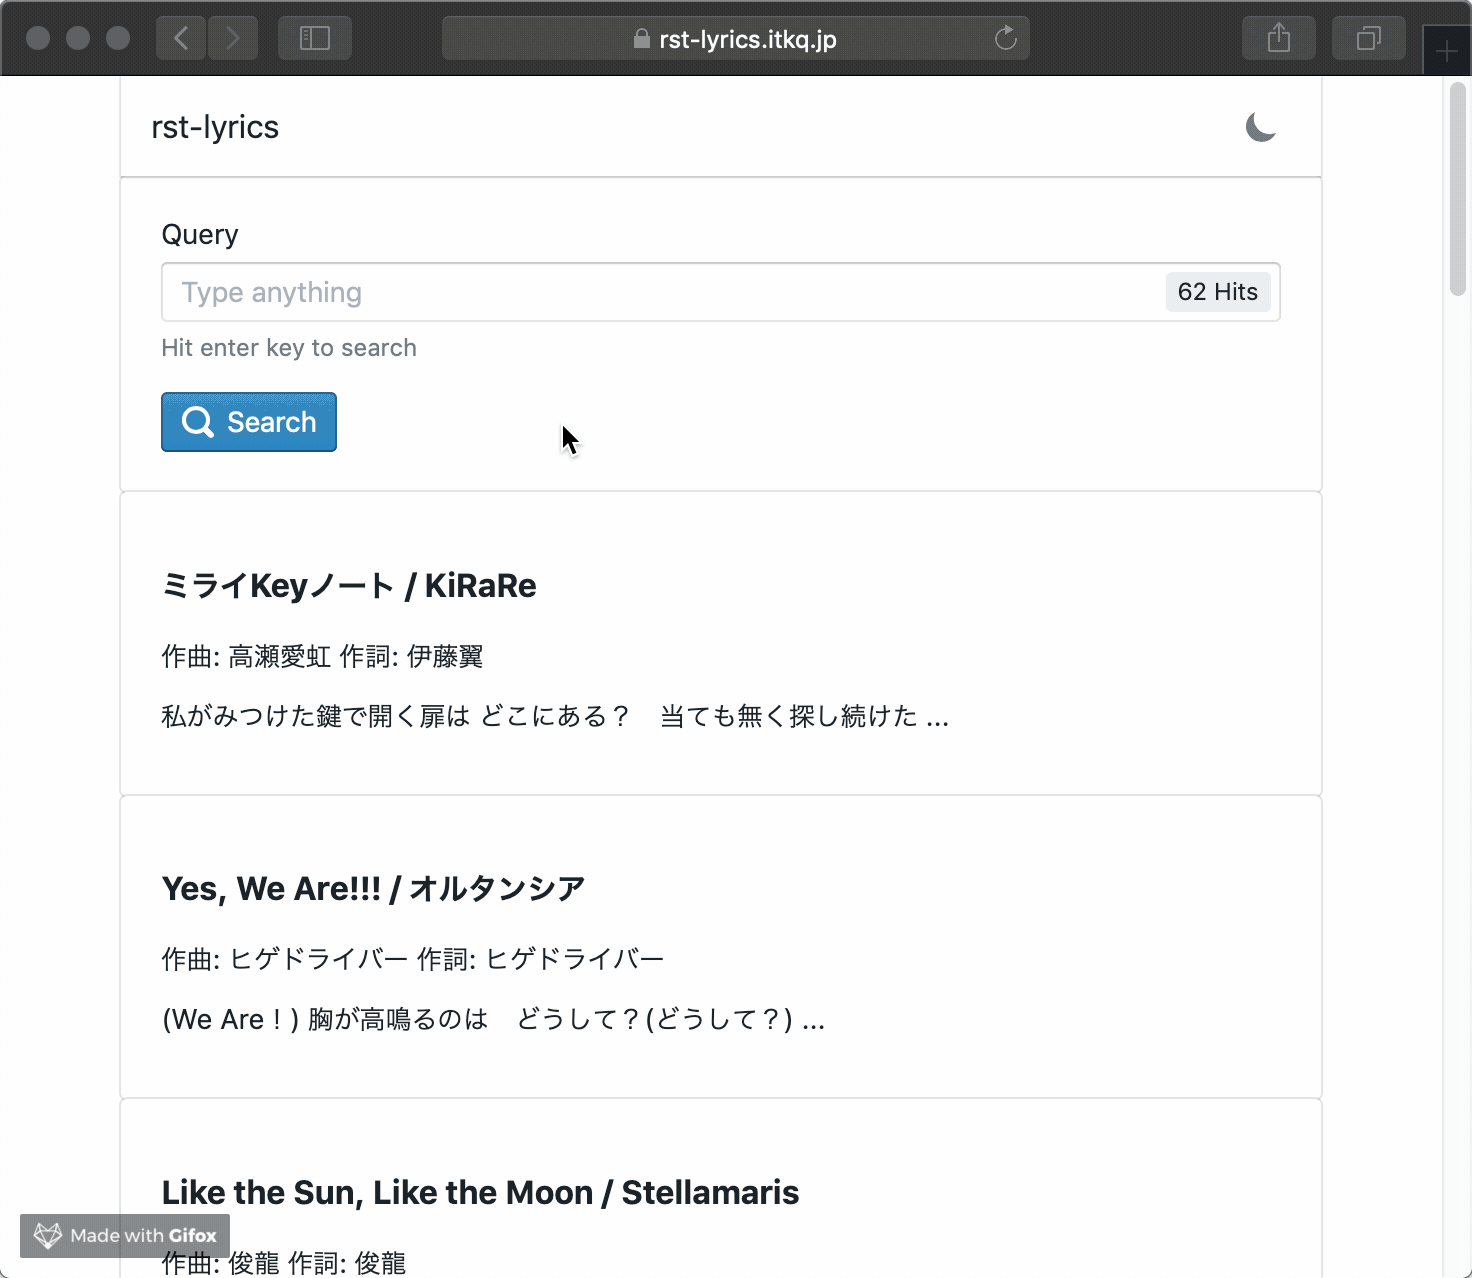 rst-lyrics.itkq.jp
rst-lyrics
Query
Type anything
62 Hits
Hit enter key to search
Search
ミライKeyノート / KiRaRe
作曲: 高瀬愛虹 作詞: 伊藤翼
私がみつけた鍵で開く扉は どこにある？　当ても無く探し続けた ...
Yes, We Are!!! / オルタンシア
作曲: ヒゲドライバー 作詞: ヒゲドライバー
(We Are！) 胸が高鳴るのは　どうして？(どうして？) ...
Like the Sun, Like the Moon / Stellamaris
Made with Gifox
作曲: 俊龍 作詞: 俊龍